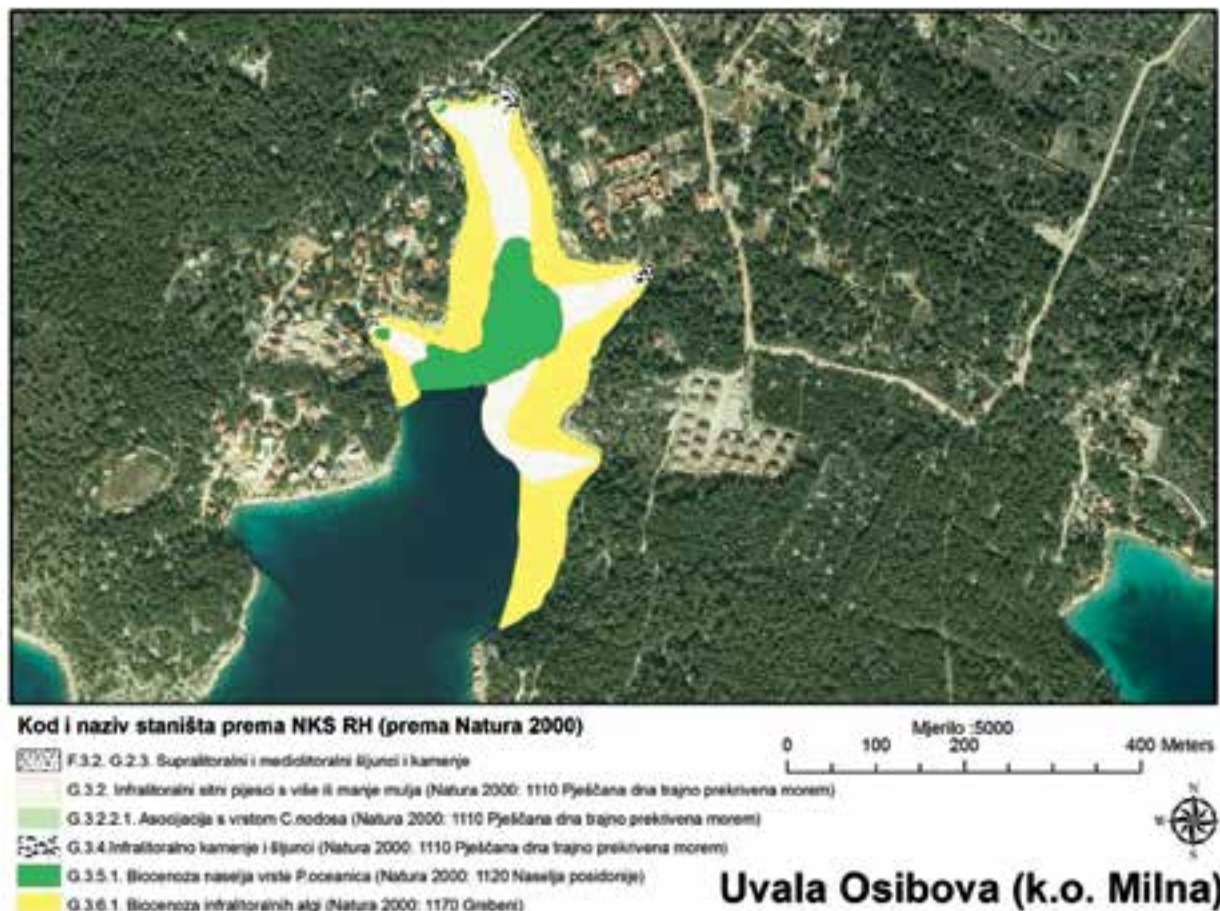 Kod i naziv staništa prema NKS RH (prema Natura 2000)
F.3.2. G.2.3. Supralitoralni i mediolitoralni šljunci i kamenje
G.3.2. Infralitoralni sitni pijesci s više ili manje mulja (Natura 2000: 1110 Pješčana dna trajno prekrivena morem)
G.3.2.2.1. Asocijacija s vrstom C.nodosa (Natura 2000: 1110 Pješčana dna trajno prekrivena morem)
G.3.4.Infralitoralno kamenje i šljunci (Natura 2000: 1110 Pješčana dna trajno prekrivena morem)
G.3.5.1. Biocenoza naselja vrste P.oceanica (Natura 2000: 1120 Naselja posidonije)
G.3.6.1. Biocenoza infralitoralnih algi (Natura 2000: 1170 Grebeni)
Mjerilo :5000
0 100 200 400 Meters
N
W
S
Uvala Osibova (k.o. Milna)